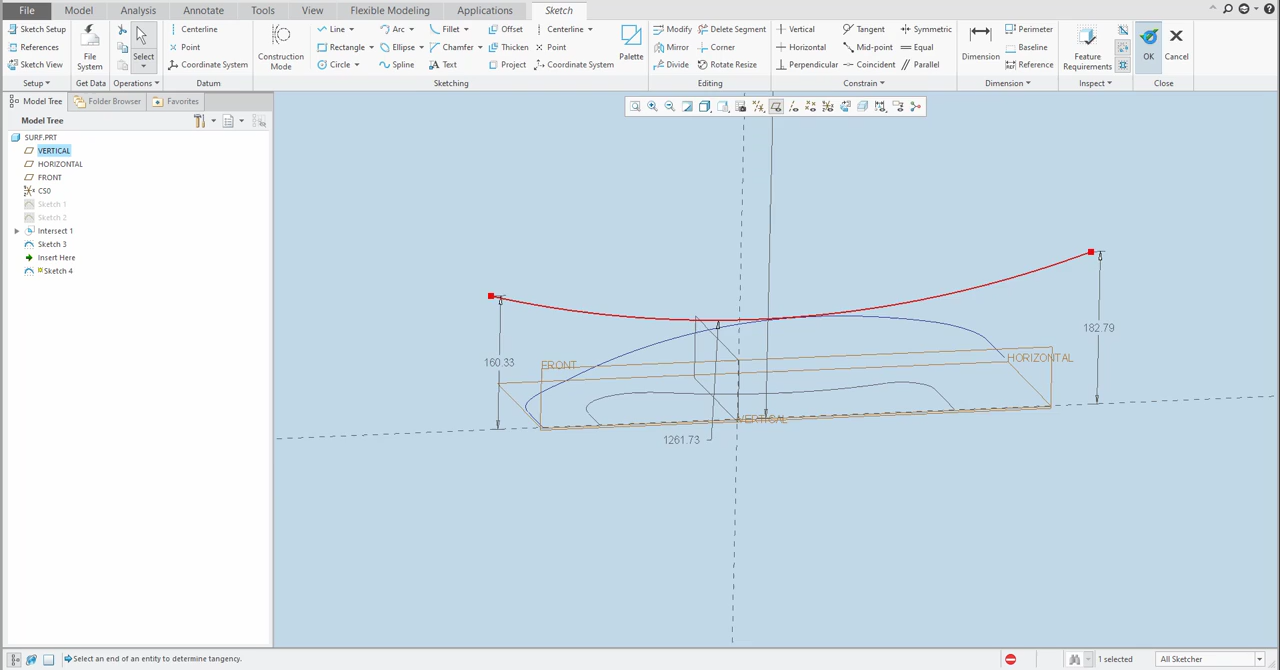 File Model Analysis Annotate Tools View Flexible Modeling Applications Sketch
Sketch Setup
References
Sketch View
Setup
File System
Get Data
Select
Operations
Centerline
Point
Coordinate System
Datum
Construction Mode
Line Arc Fillet Offset Centerline
Rectangle Ellipse Chamfer Thicken Point
Circle Spline Text Project Coordinate System
Palette
Sketching
Modify Delete Segment
Mirror Corner
Divide Rotate Resize
Editing
Vertical Tangent Symmetric
Horizontal Mid-point Equal
Perpendicular Coincident Parallel
Constrain
Dimension
Perimeter
Baseline
Reference
Dimension
Feature Requirements
Inspect
OK
Cancel
Close
Model Tree Folder Browser Favorites
Model Tree
SURF.PRT
VERTICAL
HORIZONTAL
FRONT
CS0
Sketch 1
Sketch 2
Intersect 1
Sketch 3
Insert Here
Sketch 4
182.79
160.33
FRONT
HORIZONTAL
VERTICAL
1261.73
Select an end of an entity to determine tangency.
1 selected
All Sketcher